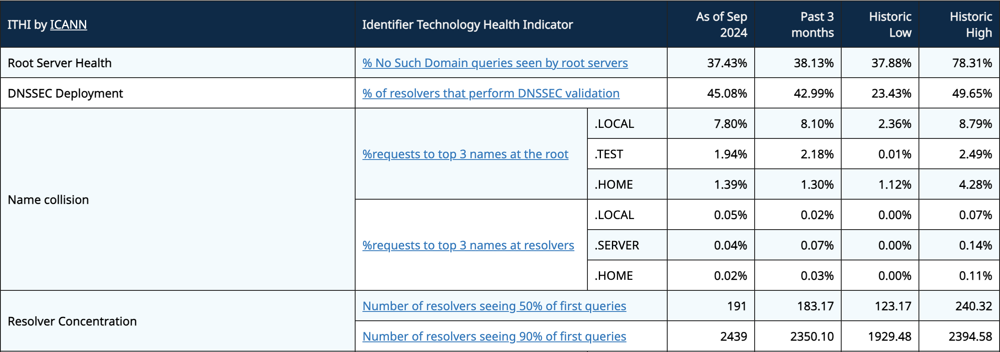 ITHI by ICANN
Identifier Technology Health Indicator
As of Sep
2024
Past 3
months
Historic
Low
Historic
High
Root Server Health
% No Such Domain queries seen by root servers
37.43%
38.13%
37.88%
78.31%
DNSSEC Deployment
% of resolvers that perform DNSSEC validation
45.08%
42.99%
23.43%
49.65%
Name collision
%requests to top 3 names at the root
.LOCAL
7.80%
8.10%
2.36%
8.79%
.TEST
1.94%
2.18%
0.01%
2.49%
.HOME
1.39%
1.30%
1.12%
4.28%
%requests to top 3 names at resolvers
.LOCAL
0.05%
0.02%
0.00%
0.07%
.SERVER
0.04%
0.07%
0.00%
0.14%
.HOME
0.02%
0.03%
0.00%
0.11%
Resolver Concentration
Number of resolvers seeing 50% of first queries
191
183.17
123.17
240.32
Number of resolvers seeing 90% of first queries
2439
2350.10
1929.48
2394.58